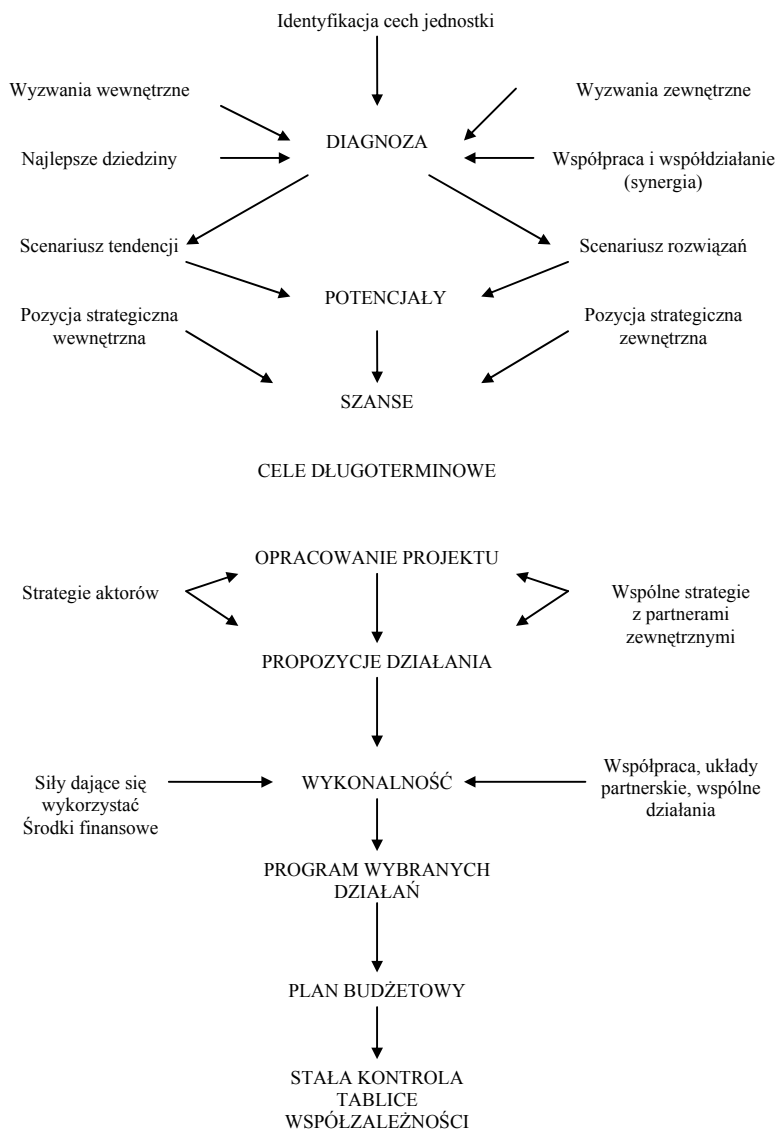 Identyfikacja cech jednostki
Wyzwania wewnętrzne
Wyzwania zewnętrzne
DIAGNOZA
Najlepsze dziedziny
Współpraca i współdziałanie
(synergia)
Scenariusz tendencji
Scenariusz rozwiązań
POTENCJAŁY
Pozycja strategiczna
wewnętrzna
Pozycja strategiczna
zewnętrzna
SZANSE
CELE DŁUGOTERMINOWE
OPRACOWANIE PROJEKTU
Strategie aktorów
Wspólne strategie
z partnerami
zewnętrznymi
PROPOZYCJE DZIAŁANIA
Siły dające się
wykorzystać
Środki finansowe
WYKONALNOŚĆ
Współpraca, układy
partnerskie, wspólne
działania
PROGRAM WYBRANYCH
DZIAŁAŃ
PLAN BUDŻETOWY
STAŁA KONTROLA
TABLICE
WSPÓŁZALEŻNOŚCI